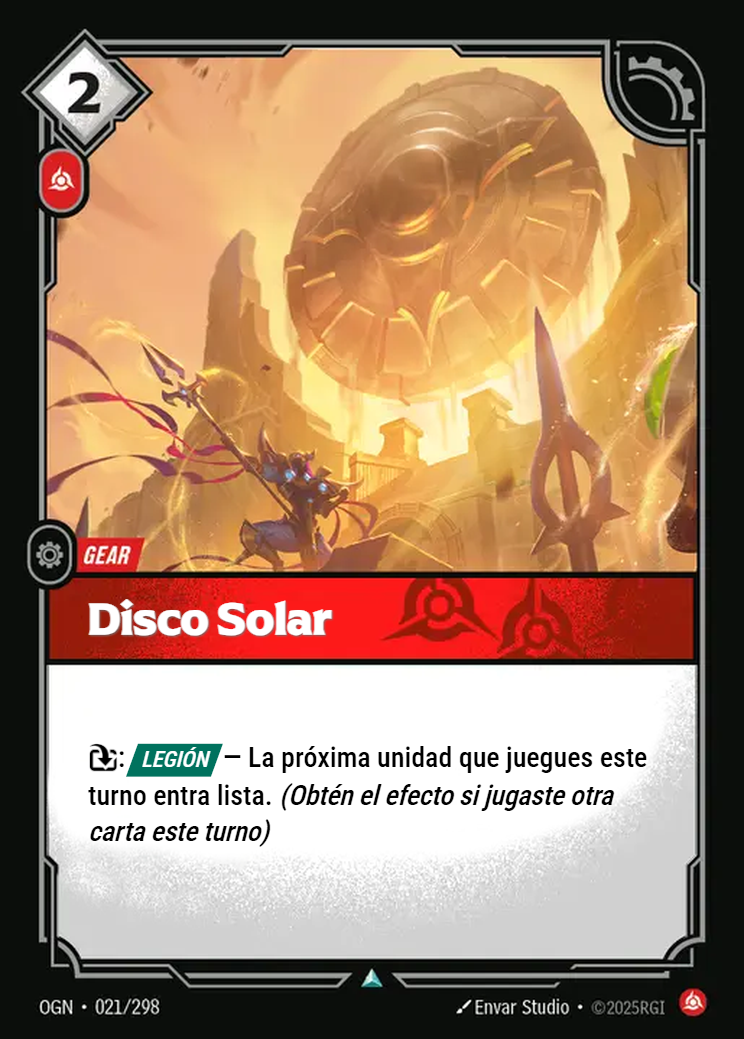 2
GEAR
Disco Solar
: LEGIÓN — La próxima unidad que juegues este
turno entra lista. (Obtén el efecto si jugaste otra
carta este turno)
OGN • 021/298
Envar Studio • ©2025RGI